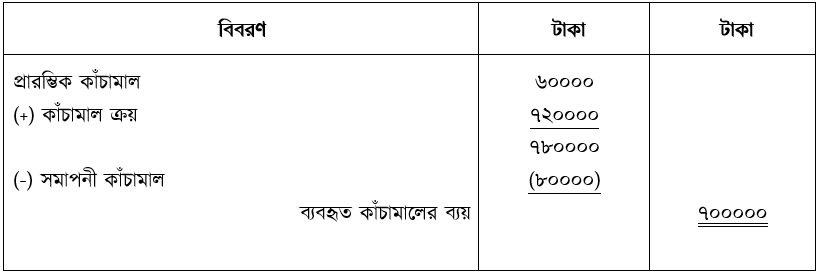 বিবরণ টাকা টাকা
প্রারম্ভিক কাঁচামাল ৬০০০০
(+) কাঁচামাল ক্রয় ৭২০০০০
৭৮০০০০
(-) সমাপনী কাঁচামাল (৮০০০০)
ব্যবহৃত কাঁচামালের ব্যয় ৭০০০০০